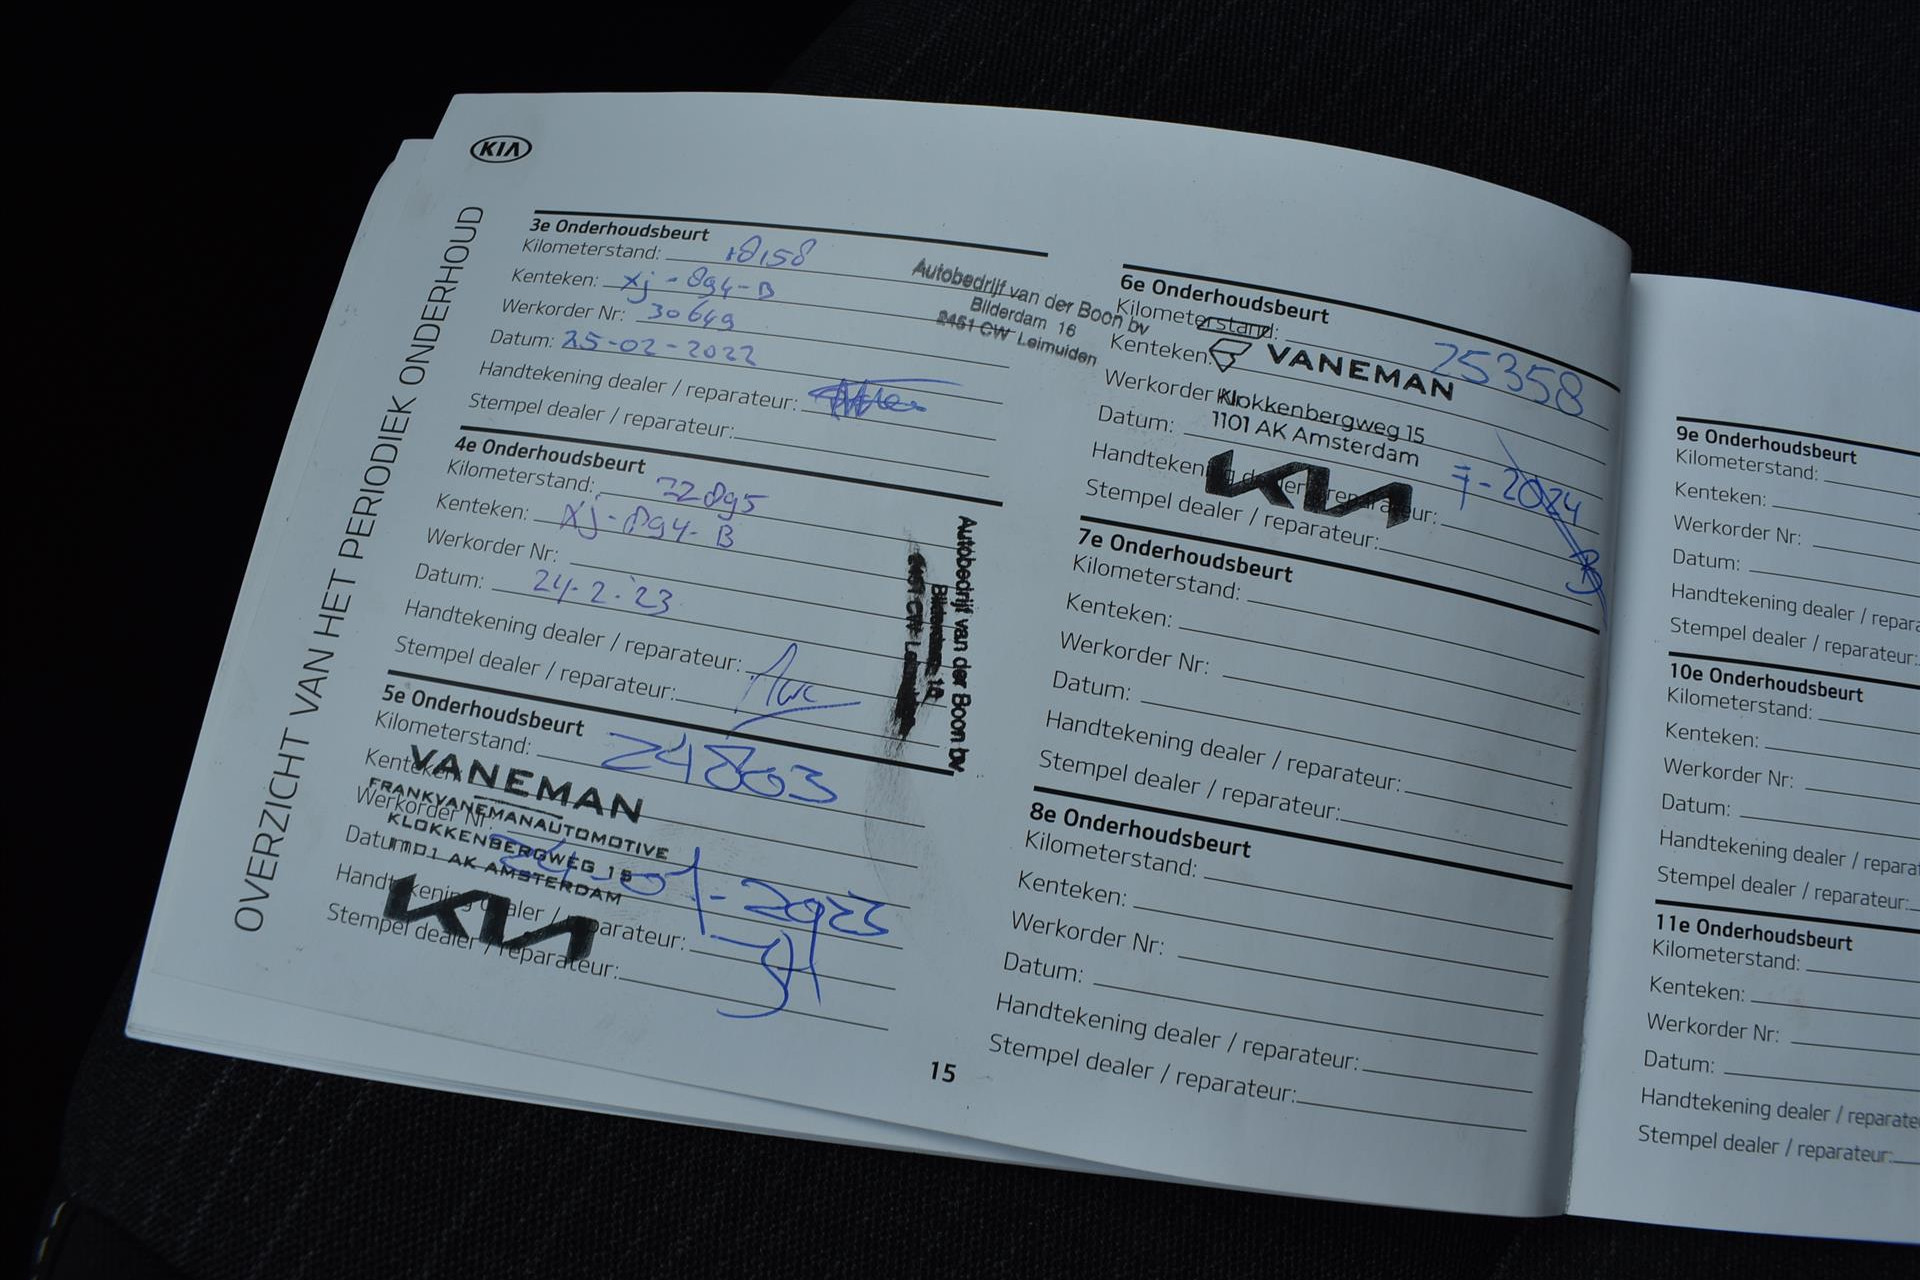 KIA
OVERZICHT VAN HET PERIODIEK ONDERHOUD
3e Onderhoudsbeurt
Kilometerstand: 18158
Kenteken: XJ-894-B
Werkorder Nr: 30649
Datum: 25-02-2022
Handtekening dealer / reparateur:
Stempel dealer / reparateur:
Autobedrijf van der Boon bv
Bilderdam 16
2451 CW Leimuiden
4e Onderhoudsbeurt
Kilometerstand: 22895
Kenteken: XJ-894-B
Werkorder Nr:
Datum: 24-2-'23
Handtekening dealer / reparateur:
Stempel dealer / reparateur:
Autobedrijf van der Boon bv
Bilderdam 16
2451 CW
5e Onderhoudsbeurt
Kilometerstand: 24803
Kenteken:
Werkorder Nr:
Datum: 2023
Handtekening dealer / reparateur:
Stempel dealer / reparateur:
VANEMAN
FRANKVANEMANAUTOMOTIVE
KLOKKENBERGWEG 15
1101 AK AMSTERDAM
KIA
6e Onderhoudsbeurt
Kilometerstand: 25358
Kenteken:
Werkorder
Datum: 7-2024
Handtekening dealer / reparateur:
Stempel dealer / reparateur:
VANEMAN
Klokkenbergweg 15
1101 AK Amsterdam
KIA
7e Onderhoudsbeurt
Kilometerstand:
Kenteken:
Werkorder Nr:
Datum:
Handtekening dealer / reparateur:
Stempel dealer / reparateur:
8e Onderhoudsbeurt
Kilometerstand:
Kenteken:
Werkorder Nr:
Datum:
Handtekening dealer / reparateur:
Stempel dealer / reparateur:
15
9e Onderhoudsbeurt
Kilometerstand:
Kenteken:
Werkorder Nr:
Datum:
Handtekening dealer / repara
Stempel dealer / reparateur:
10e Onderhoudsbeurt
Kilometerstand:
Kenteken:
Werkorder Nr:
Datum:
Handtekening dealer / reparat
Stempel dealer / reparateur:
11e Onderhoudsbeurt
Kilometerstand:
Kenteken:
Werkorder Nr:
Datum:
Handtekening dealer / reparate
Stempel dealer / reparateur: